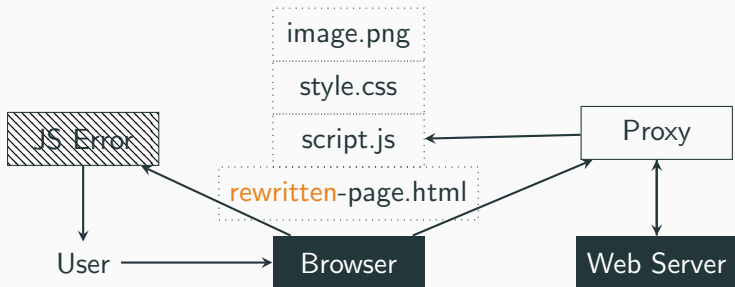 image.png
style.css
script.js
rewritten-page.html
JS Error
Proxy
User
Browser
Web Server